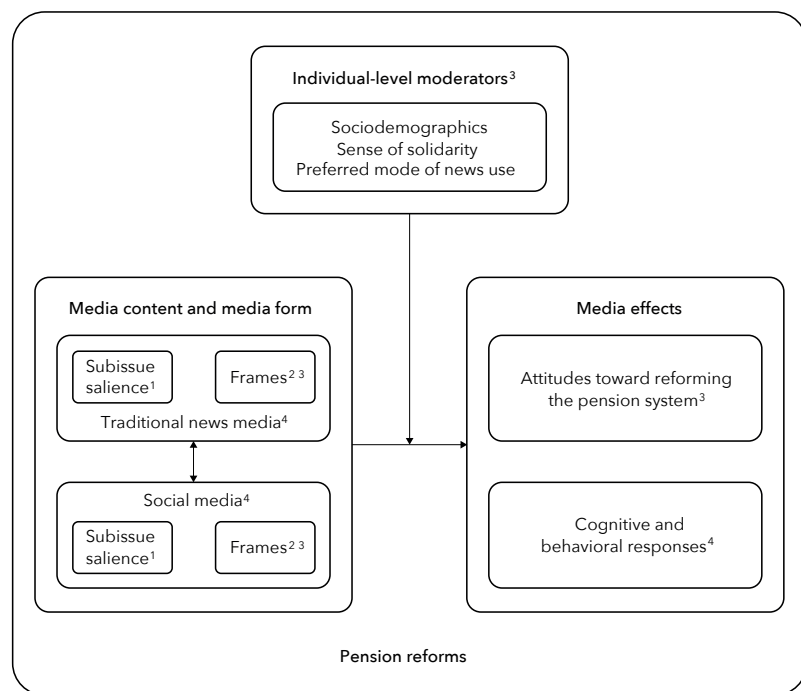 Individual-level moderators³
Sociodemographics
Sense of solidarity
Preferred mode of news use
Media content and media form
Subissue
salience¹
Frames² ³
Traditional news media⁴
Social media⁴
Subissue
salience¹
Frames² ³
Media effects
Attitudes toward reforming
the pension system³
Cognitive and
behavioral responses⁴
Pension reforms